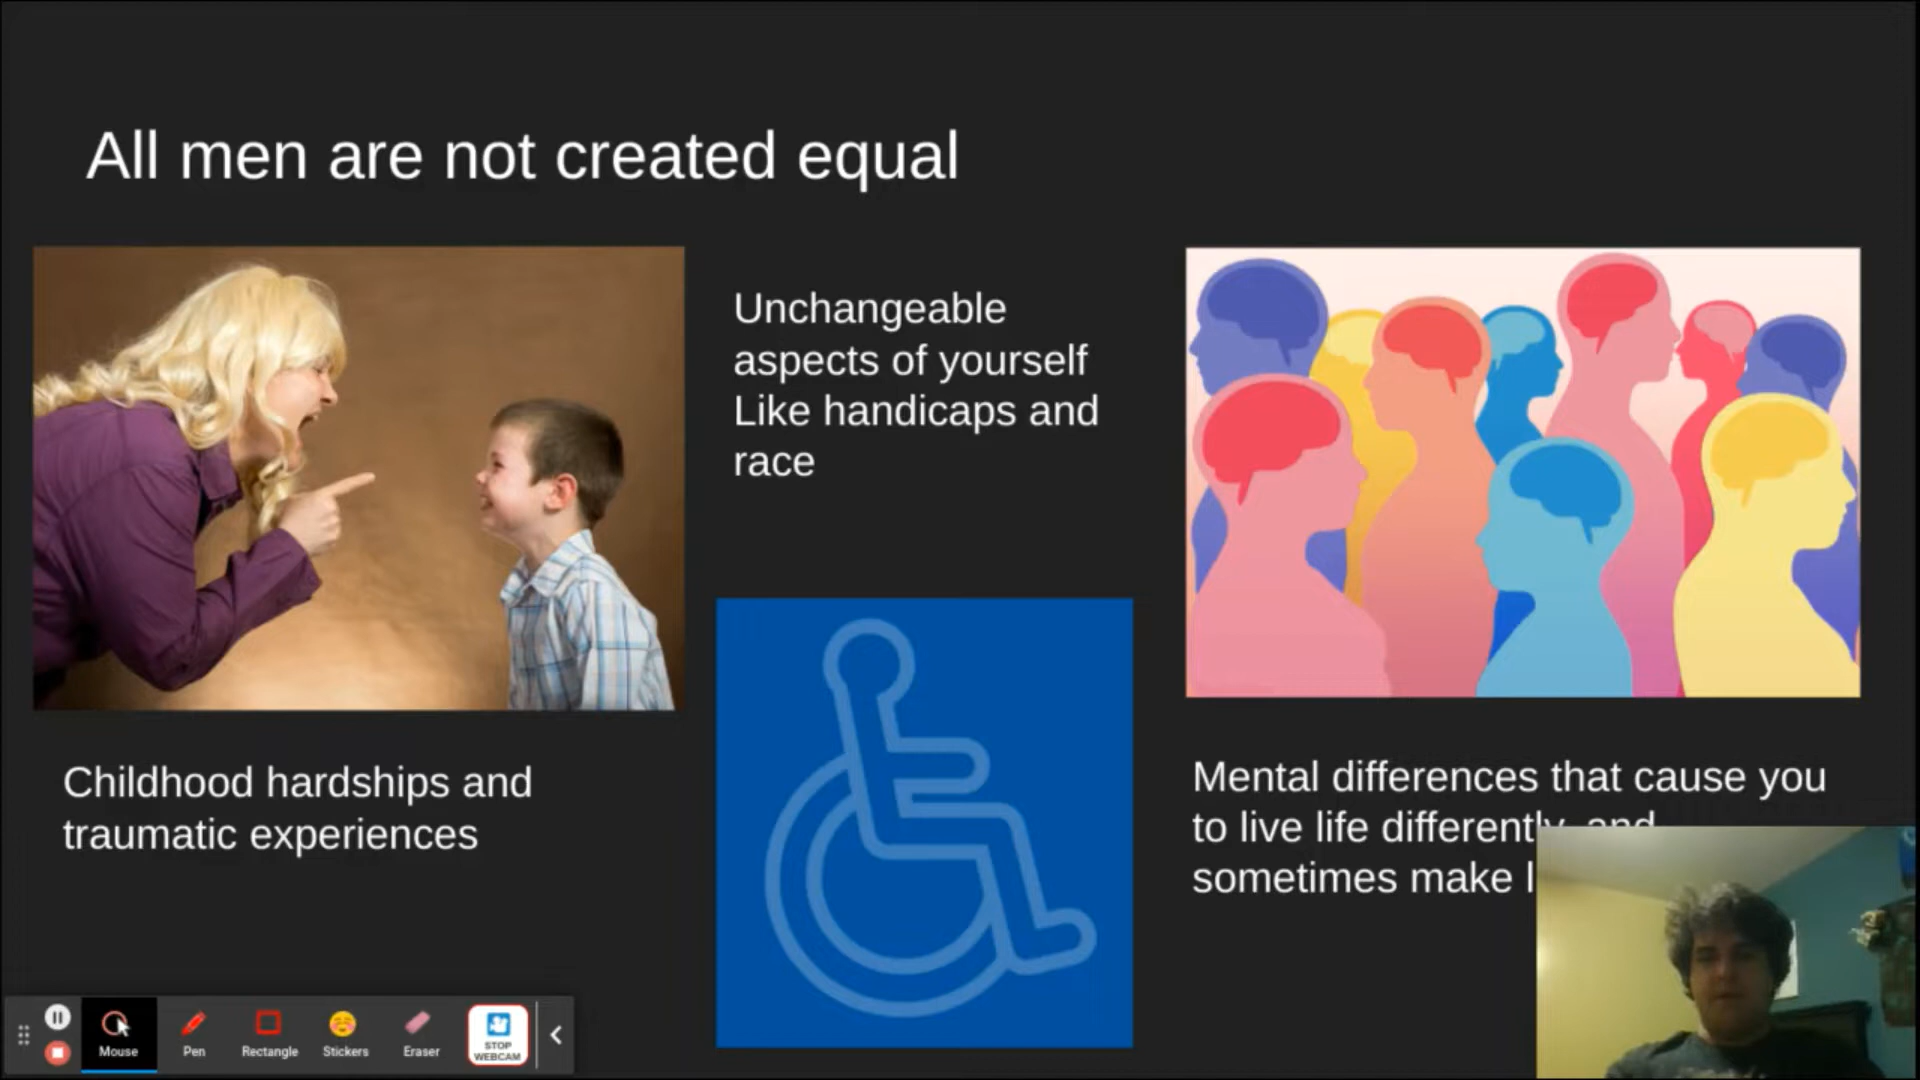 All men are not created equal
Unchangeable
aspects of yourself
Like handicaps and
race
Childhood hardships and
traumatic experiences
Mental differences that cause you
to live life differently, and
sometimes make
Mouse
Pen
Rectangle
Stickers
Eraser
STOP
WEBCAM